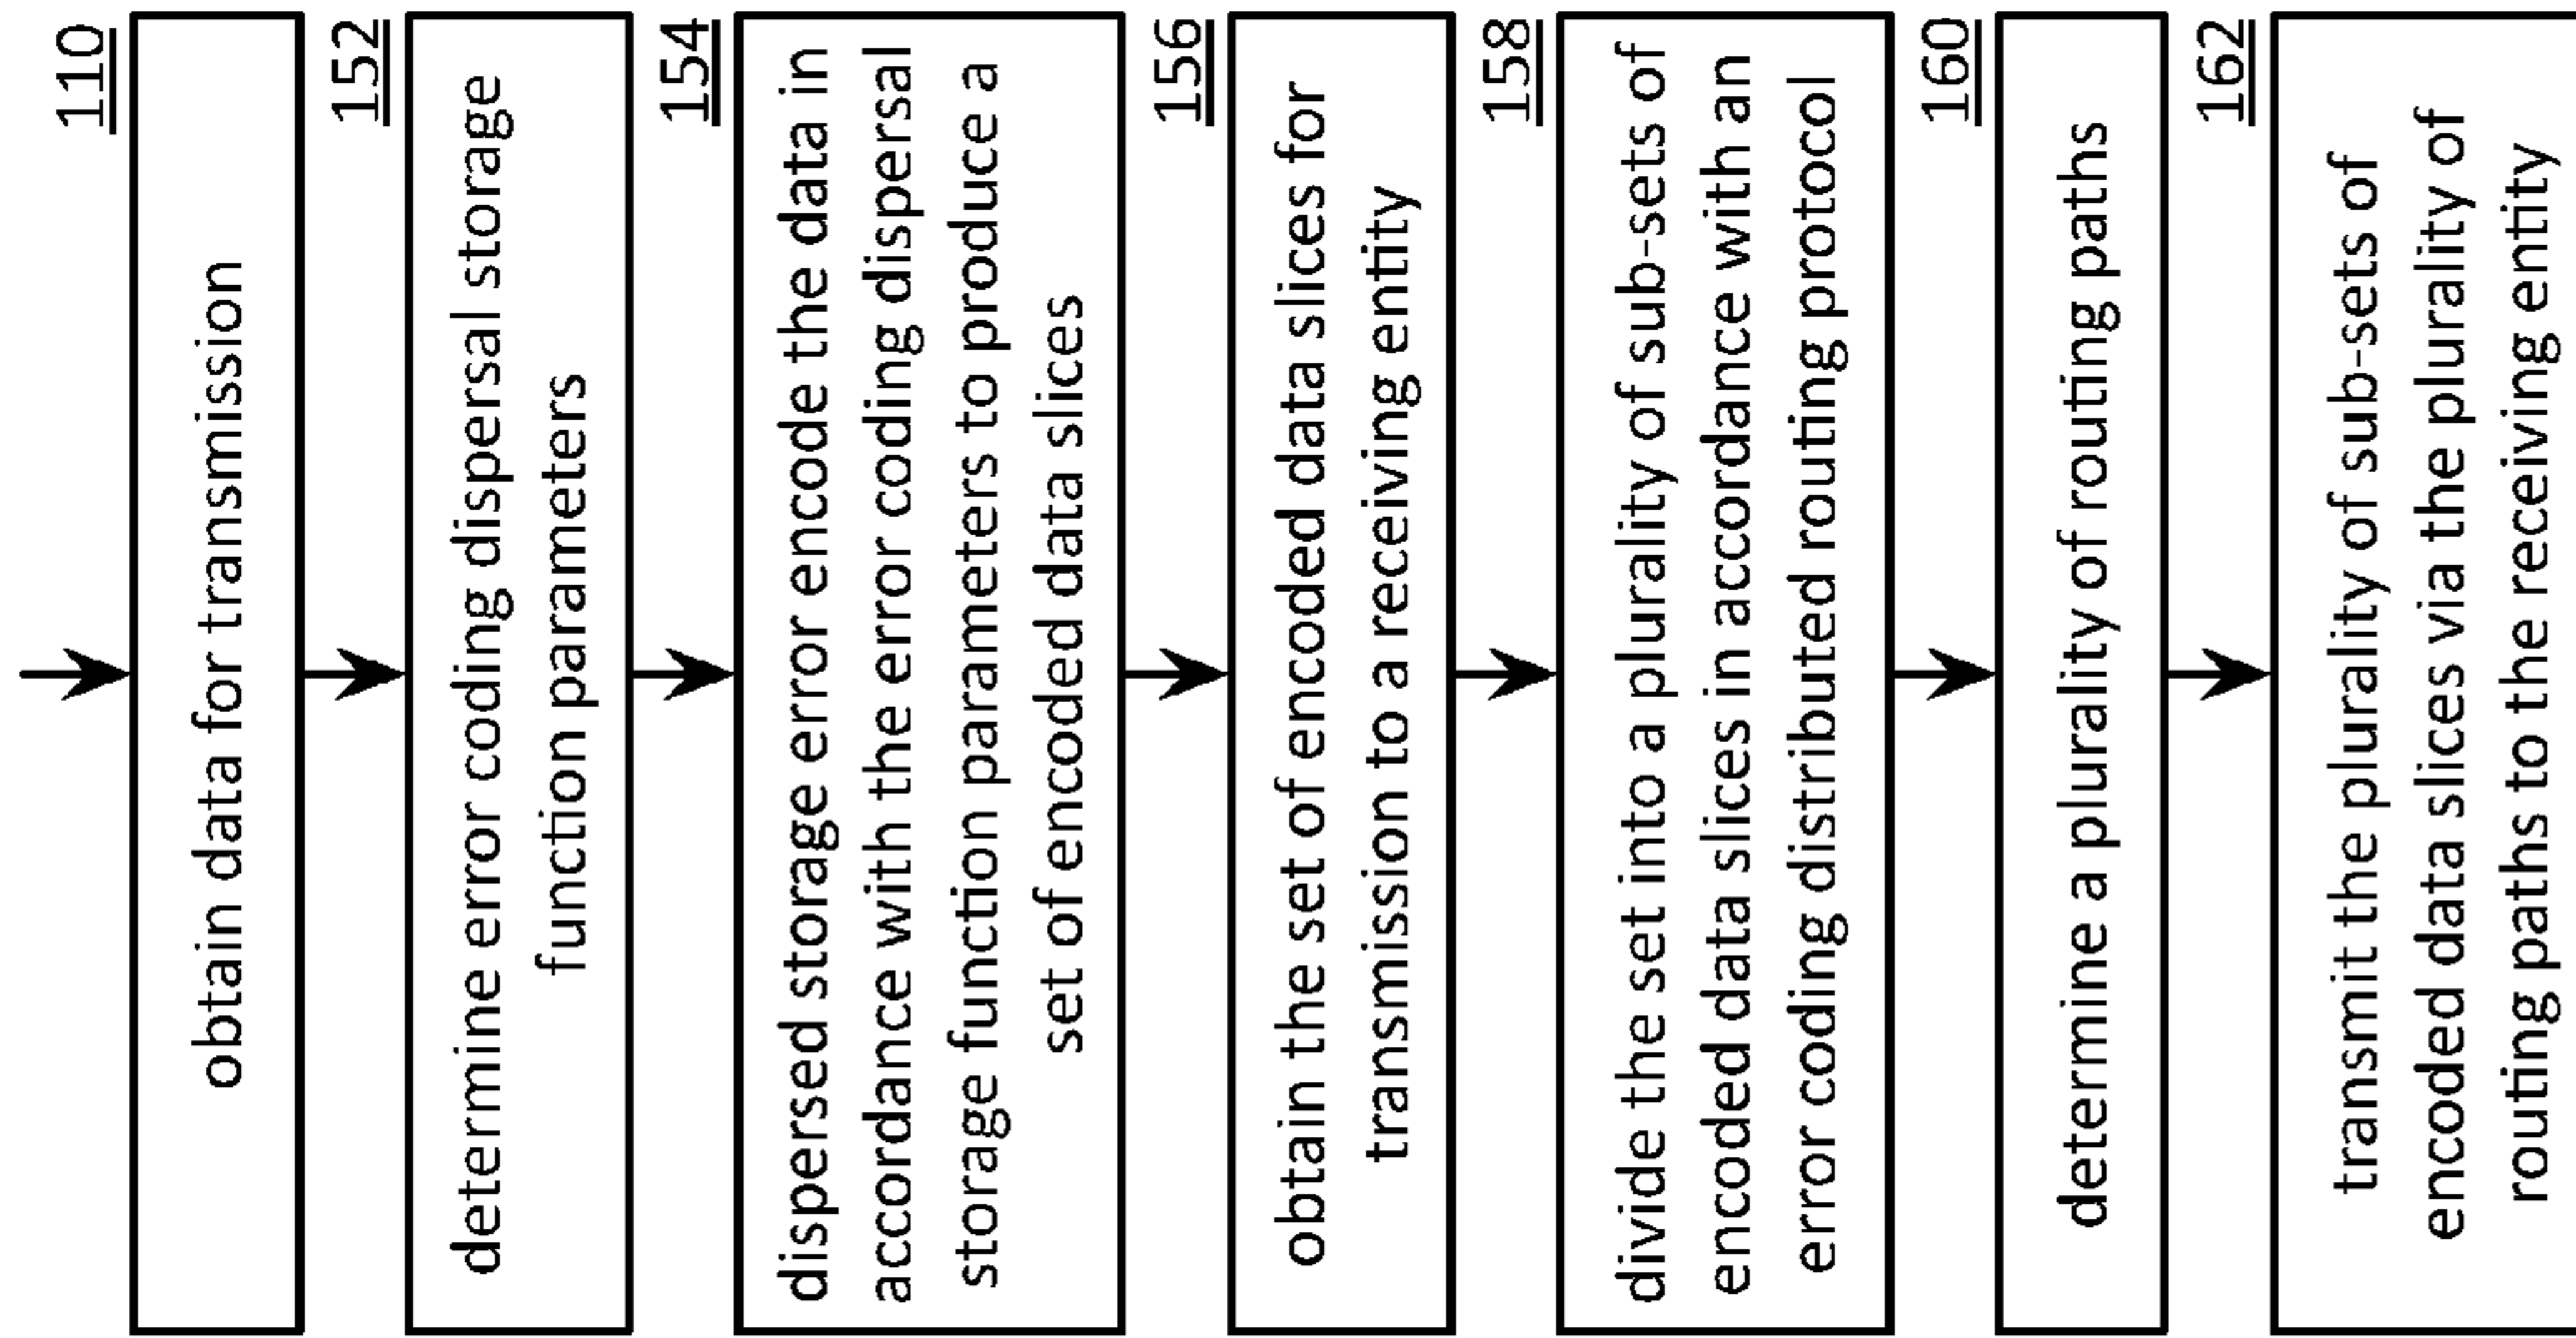 110
obtain data for transmission
152
determine error coding dispersal storage
function parameters
154
dispersed storage error encode the data in
accordance with the error coding dispersal
storage function parameters to produce a
set of encoded data slices
156
obtain the set of encoded data slices for
transmission to a receiving entity
158
divide the set into a plurality of sub-sets of
encoded data slices in accordance with an
error coding distributed routing protocol
160
determine a plurality of routing paths
162
transmit the plurality of sub-sets of
encoded data slices via the plurality of
routing paths to the receiving entity